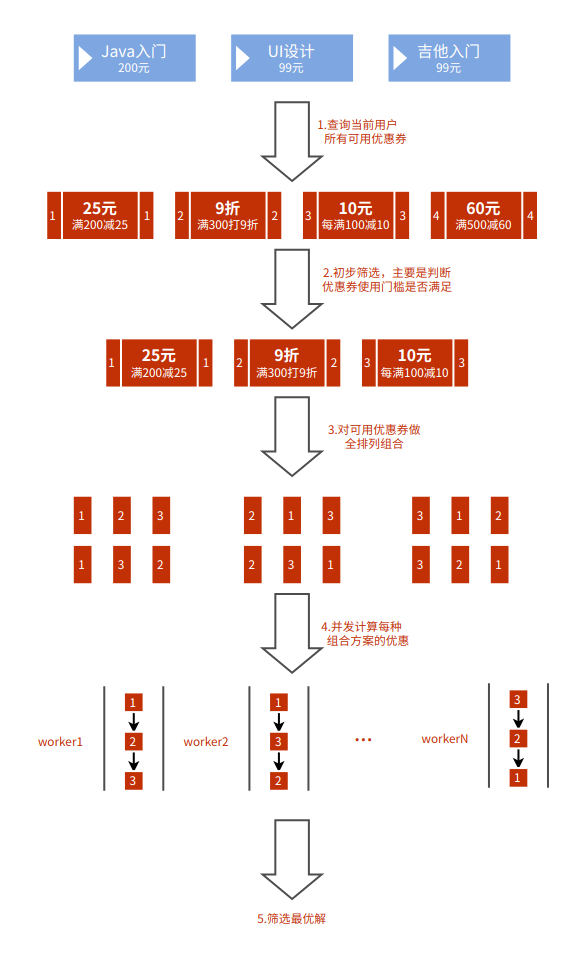 Java入门
200元
UI设计
99元
吉他入门
99元
1.查询当前用户
所有可用优惠券
1
25元
满200减25
1
2
9折
满300打9折
2
3
10元
每满100减10
3
4
60元
满500减60
4
2.初步筛选，主要是判断
优惠券使用门槛是否满足
1
25元
满200减25
1
2
9折
满300打9折
2
3
10元
每满100减10
3
3.对可用优惠券做
全排列组合
1 2 3
2 1 3
3 1 2
1 3 2
2 3 1
3 2 1
4.并发计算每种
组合方案的优惠
worker1
1
2
3
worker2
1
3
2
...
workerN
3
2
1
5.筛选最优解